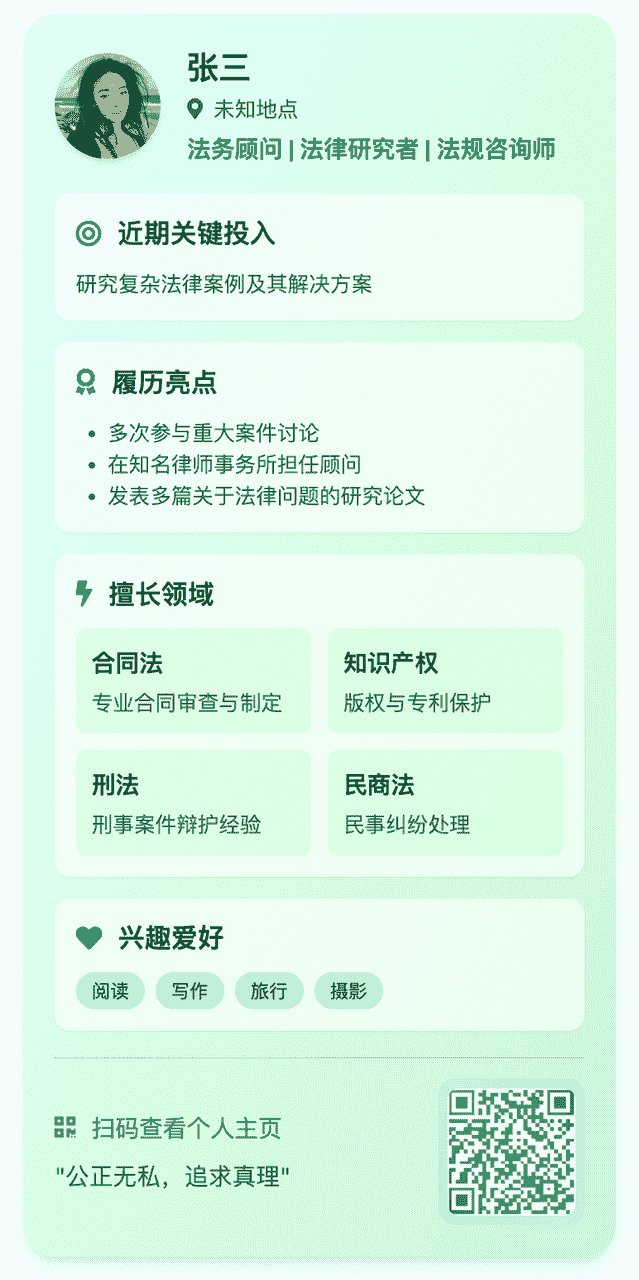 张三
未知地点
法务顾问 | 法律研究者 | 法规咨询师
近期关键投入
研究复杂法律案例及其解决方案
履历亮点
• 多次参与重大案件讨论
• 在知名律师事务所担任顾问
• 发表多篇关于法律问题的研究论文
擅长领域
合同法
专业合同审查与制定
知识产权
版权与专利保护
刑法
刑事案件辩护经验
民商法
民事纠纷处理
兴趣爱好
阅读 写作 旅行 摄影
扫码查看个人主页
"公正无私，追求真理"